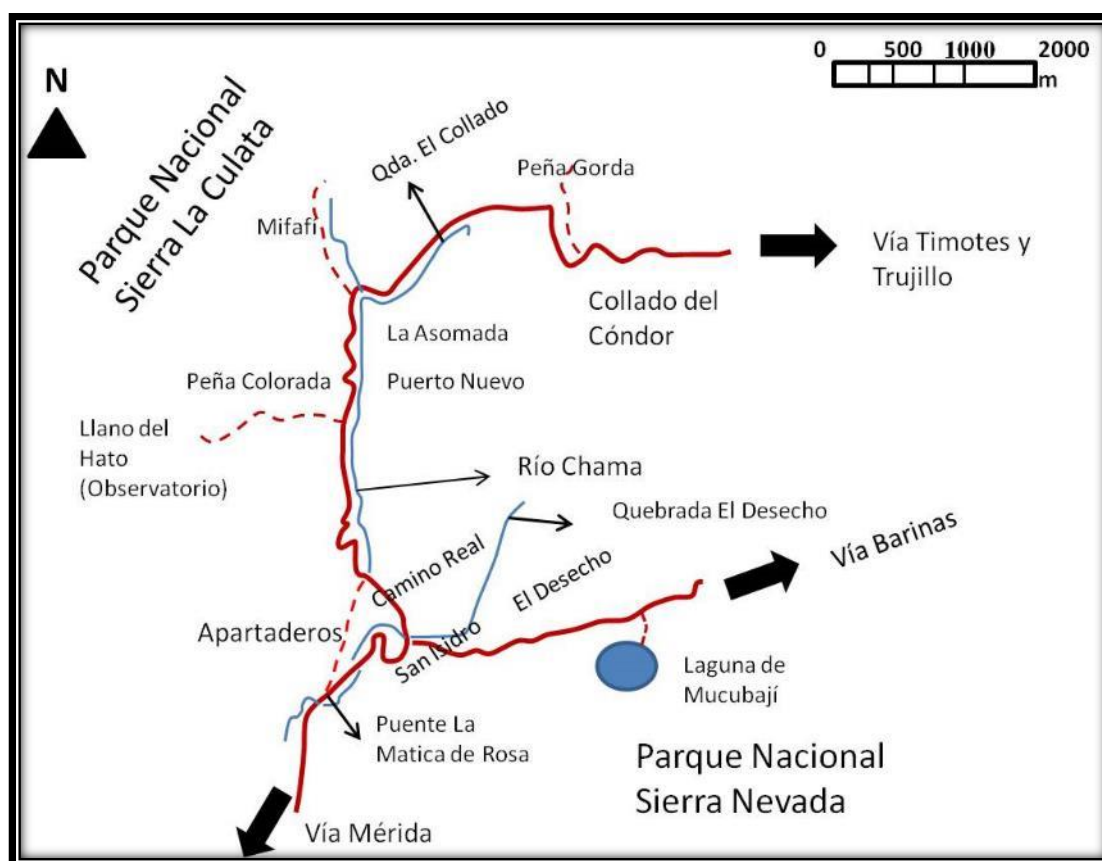 0 500 1000 2000
m
N
Parque Nacional
Sierra La Culata
Qda. El Collado
Peña Gorda
Mifafi
Vía Timotes y
Trujillo
Collado del
Cóndor
La Asomada
Peña Colorada
Puerto Nuevo
Llano del
Hato
(Observatorio)
Río Chama
Quebrada El Desecho
Vía Barinas
Camino Real
El Desecho
Apartaderos
San Isidro
Laguna de
Mucubají
Puente La
Matica de Rosa
Parque Nacional
Sierra Nevada
Vía Mérida